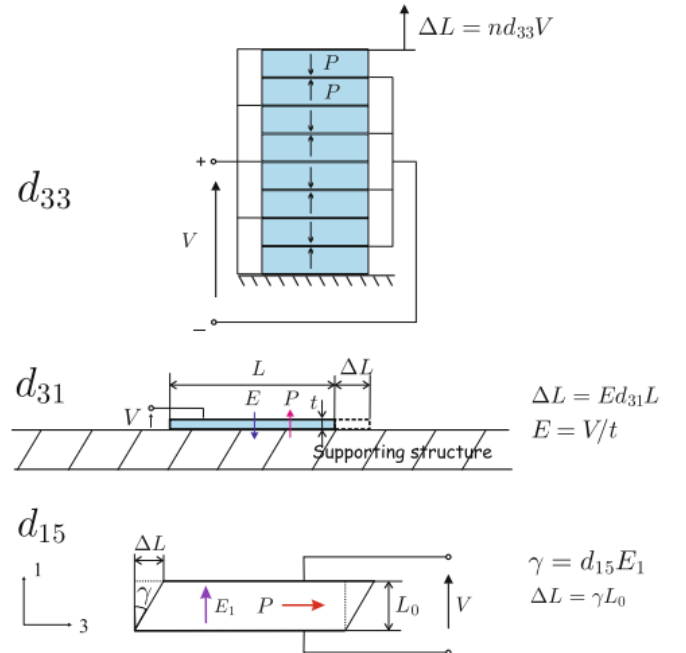 ΔL = nd₃₃V
P
P
d₃₃
+
V
−
d₃₁
L
ΔL
V
E
P
t
ΔL = Ed₃₁L
E = V/t
Supporting structure
d₁₅
ΔL
1
3
γ
E₁
P
L₀
V
γ = d₁₅E₁
ΔL = γL₀